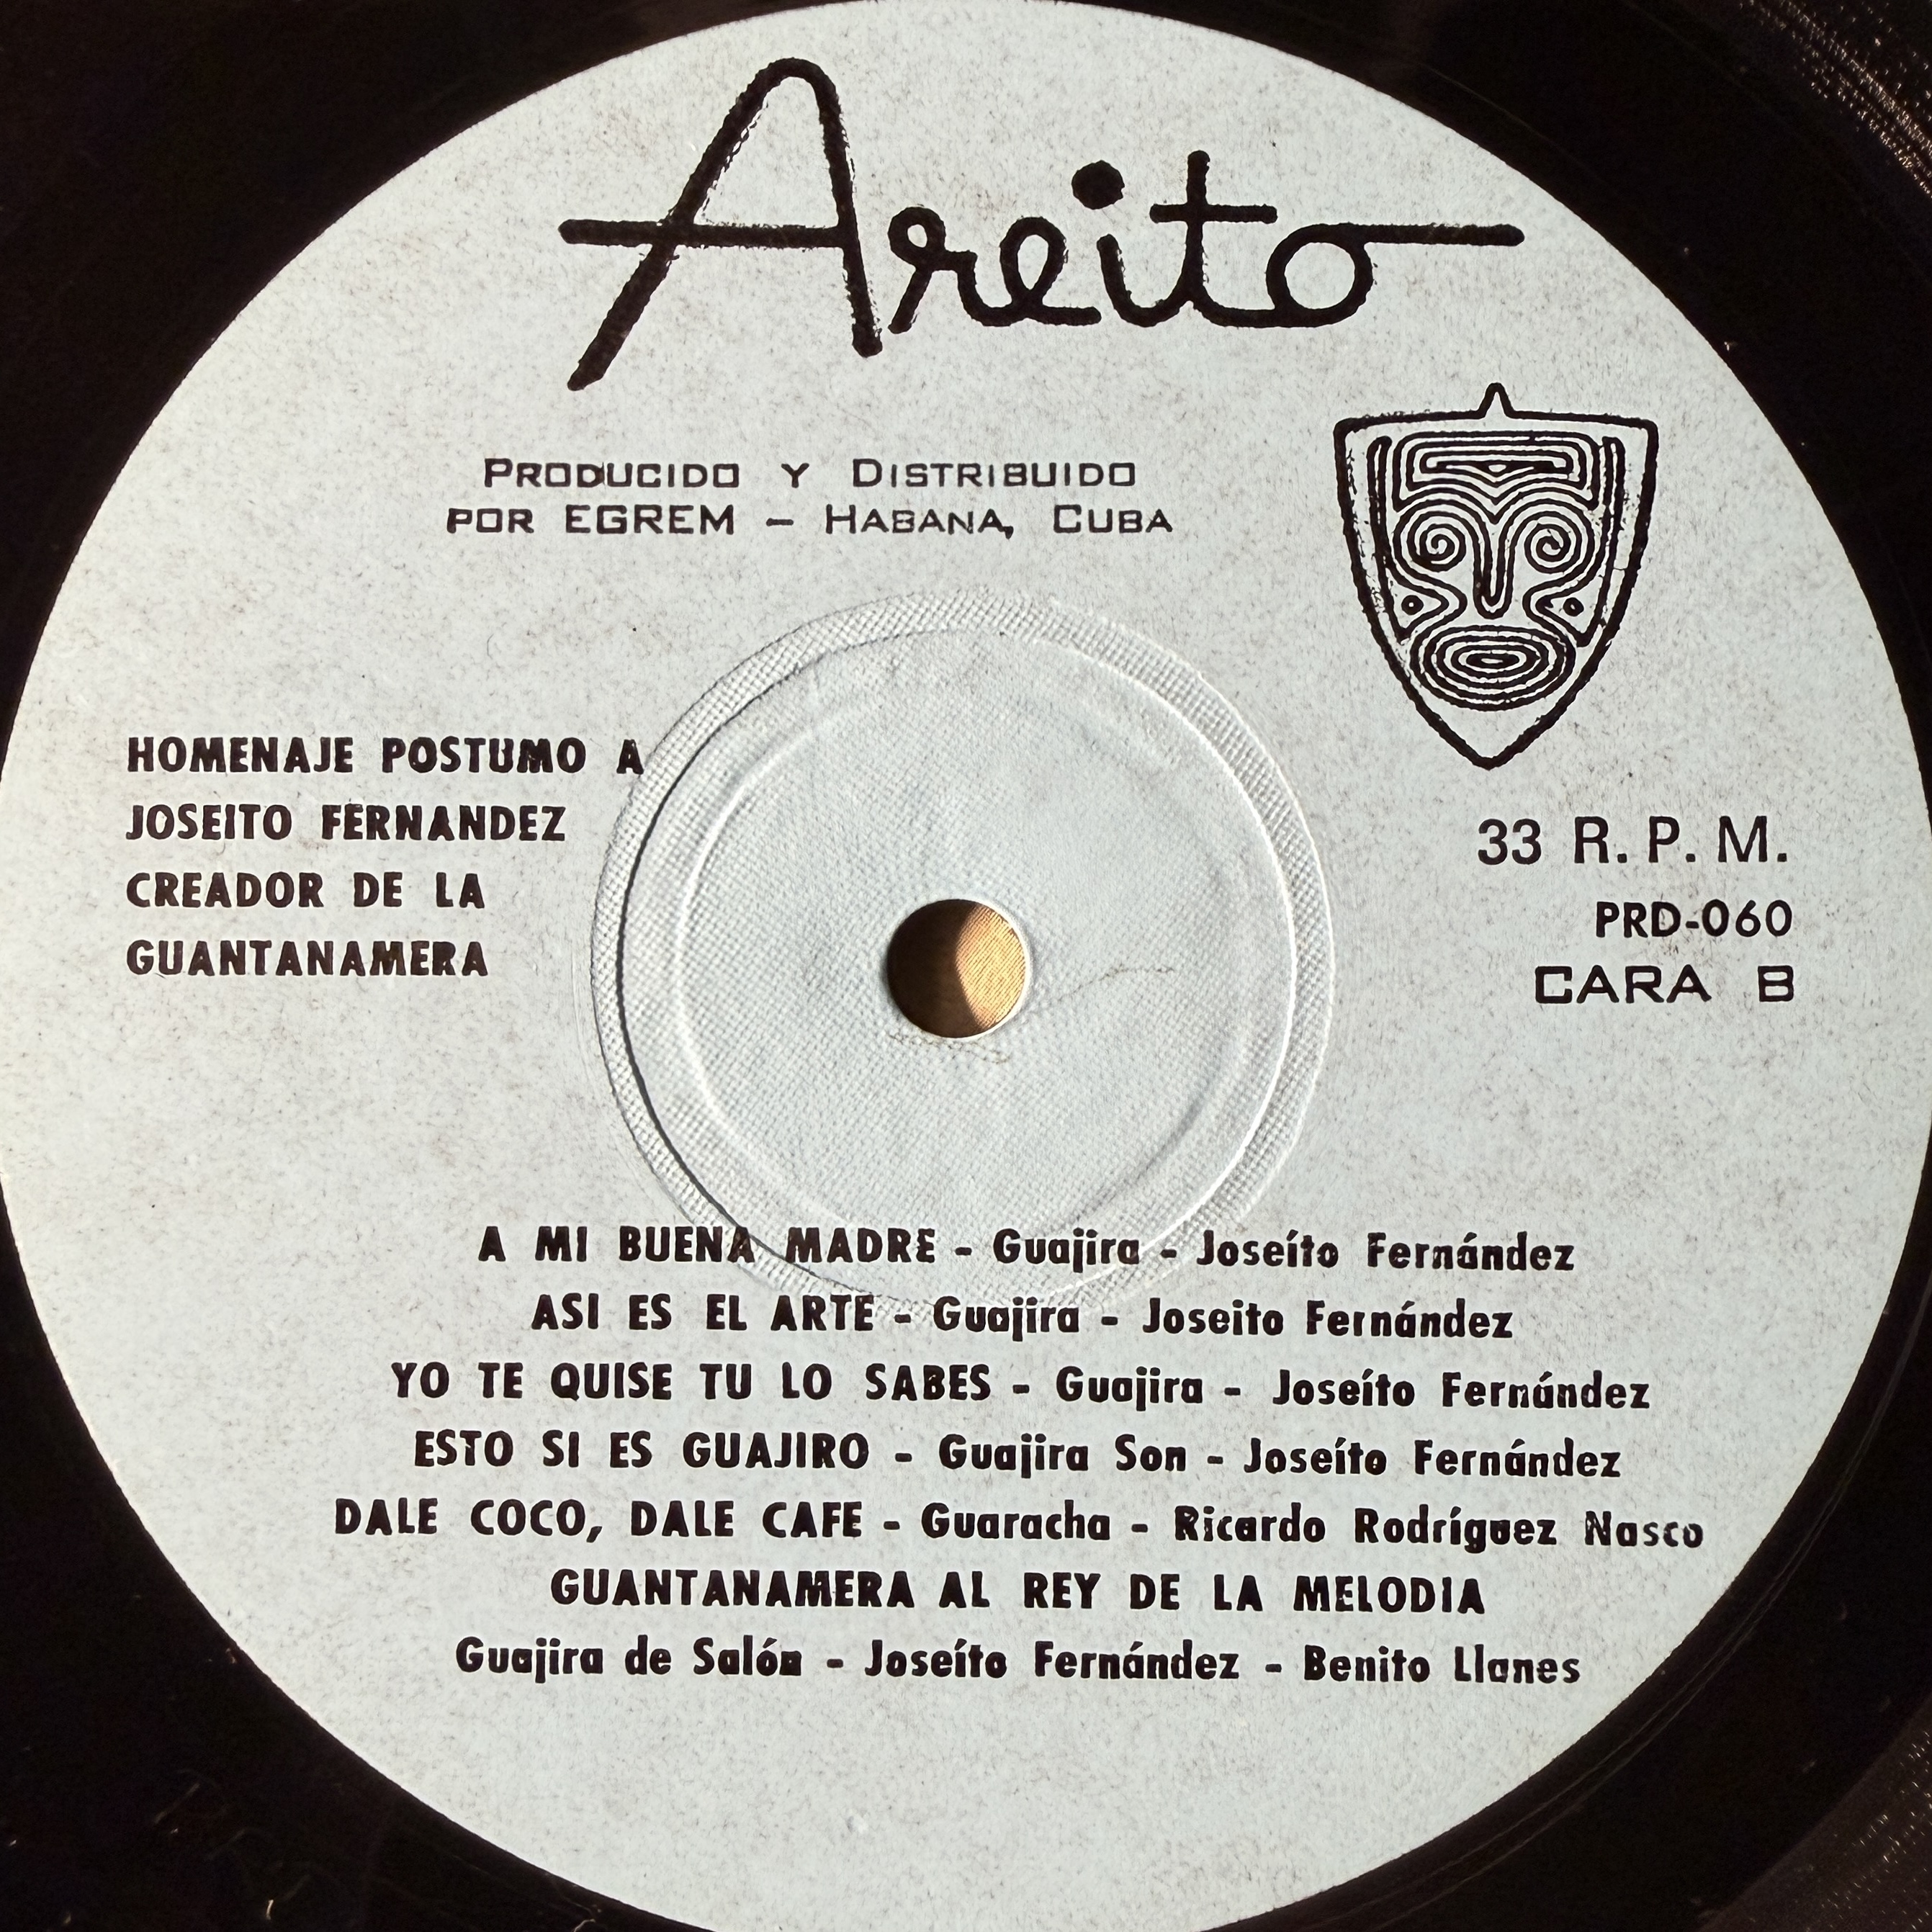 Areito
PRODUCIDO Y DISTRIBUIDO
POR EGREM – HABANA, CUBA
HOMENAJE POSTUMO A
JOSEITO FERNANDEZ
CREADOR DE LA
GUANTANAMERA
33 R. P. M.
PRD-060
CARA B
A MI BUENA MADRE - Guajira - Joseíto Fernández
ASI ES EL ARTE - Guajira - Joseito Fernández
YO TE QUISE TU LO SABES - Guajira - Joseíto Fernández
ESTO SI ES GUAJIRO - Guajira Son - Joseíto Fernández
DALE COCO, DALE CAFE - Guaracha - Ricardo Rodríguez Nasco
GUANTANAMERA AL REY DE LA MELODIA
Guajira de Salón - Joseíto Fernández - Benito Llanes